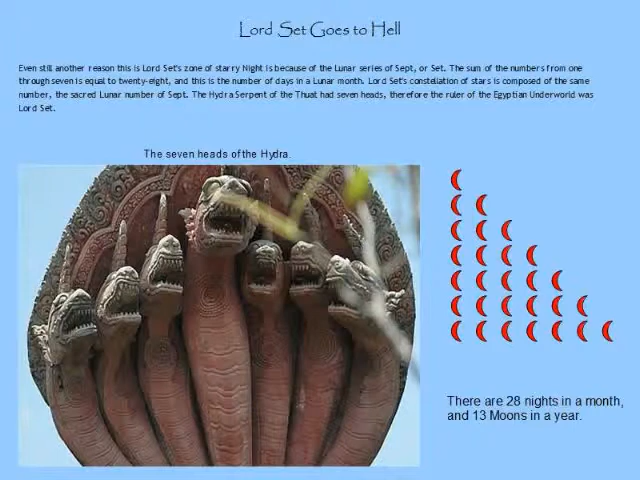 Lord Set Goes to Hell
Even still another reason this is Lord Set's zone of starry Night is because of the Lunar series of Sept, or Set. The sum of the numbers from one
through seven is equal to twenty-eight, and this is the number of days in a Lunar month. Lord Set's constellation of stars is composed of the same
number, the sacred Lunar number of Sept. The Hydra Serpent of the Thuat had seven heads, therefore the ruler of the Egyptian Underworld was
Lord Set.
The seven heads of the Hydra.
There are 28 nights in a month,
and 13 Moons in a year.